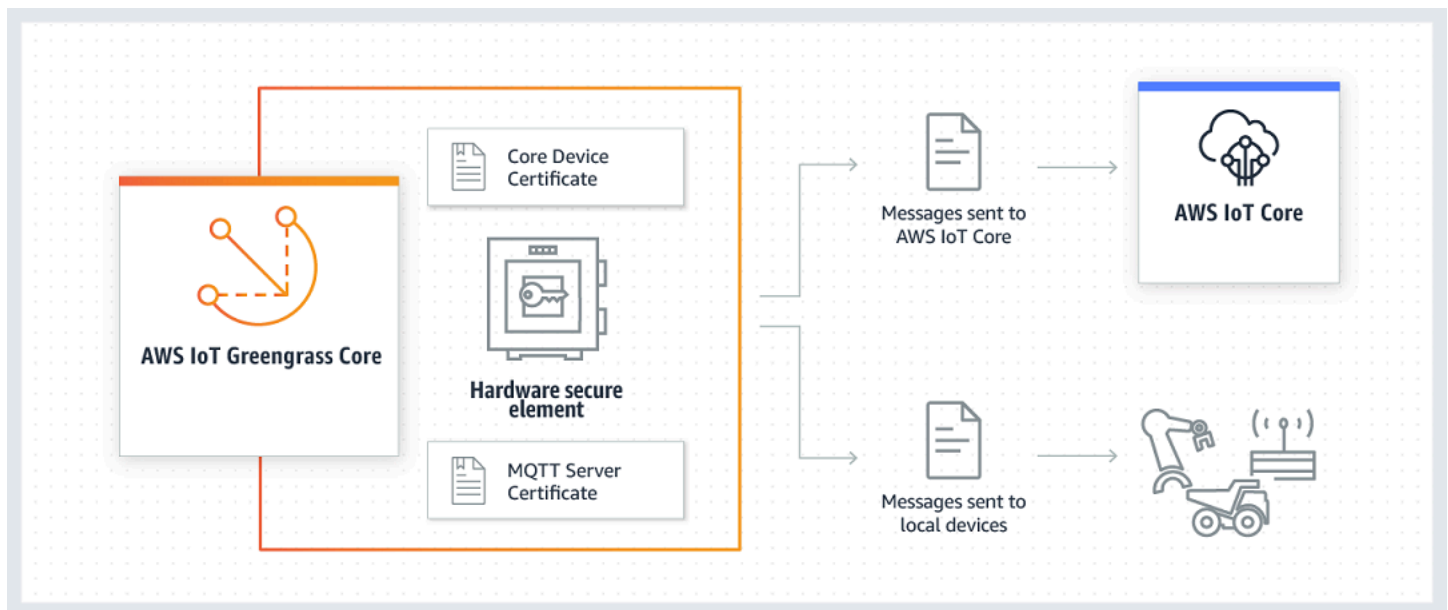 AWS IoT Greengrass Core
Core Device
Certificate
Hardware secure
element
MQTT Server
Certificate
Messages sent to
AWS IoT Core
AWS IoT Core
Messages sent to
local devices